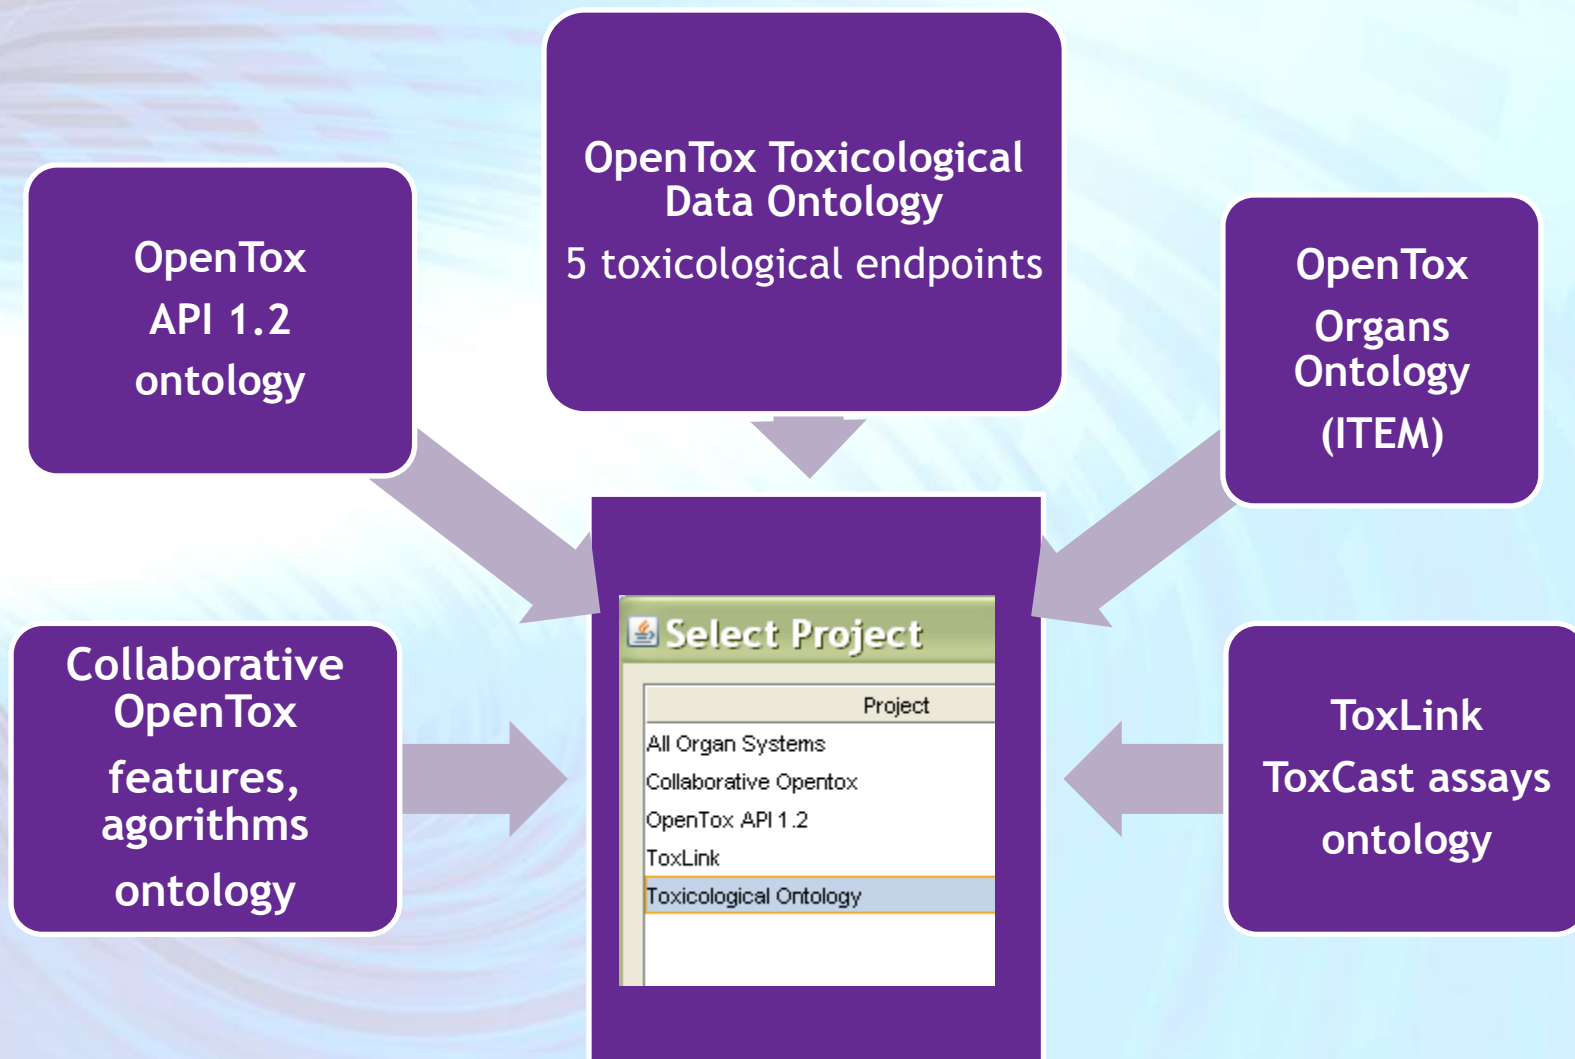 OpenTox Toxicological
Data Ontology
5 toxicological endpoints
OpenTox
API 1.2
ontology
OpenTox
Organs
Ontology
(ITEM)
Collaborative
OpenTox
features,
agorithms
ontology
Select Project
Project
All Organ Systems
Collaborative Opentox
OpenTox API 1.2
ToxLink
Toxicological Ontology
ToxLink
ToxCast assays
ontology